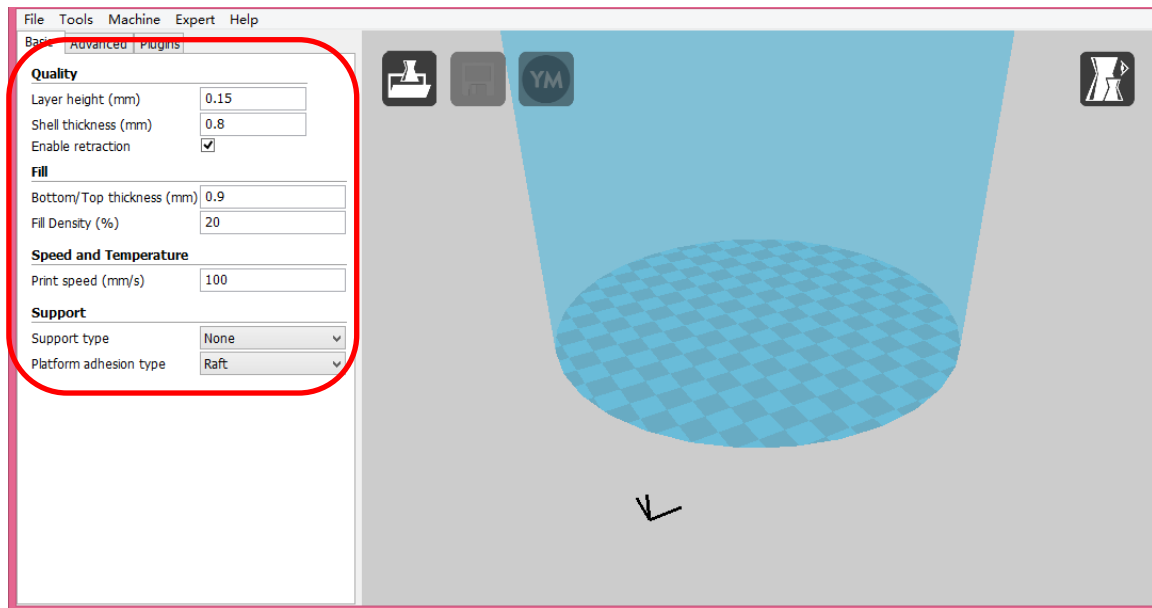 File Tools Machine Expert Help
Basic Advanced Plugins
Quality
Layer height (mm) 0.15
Shell thickness (mm) 0.8
Enable retraction
Fill
Bottom/Top thickness (mm) 0.9
Fill Density (%) 20
Speed and Temperature
Print speed (mm/s) 100
Support
Support type None
Platform adhesion type Raft
YM